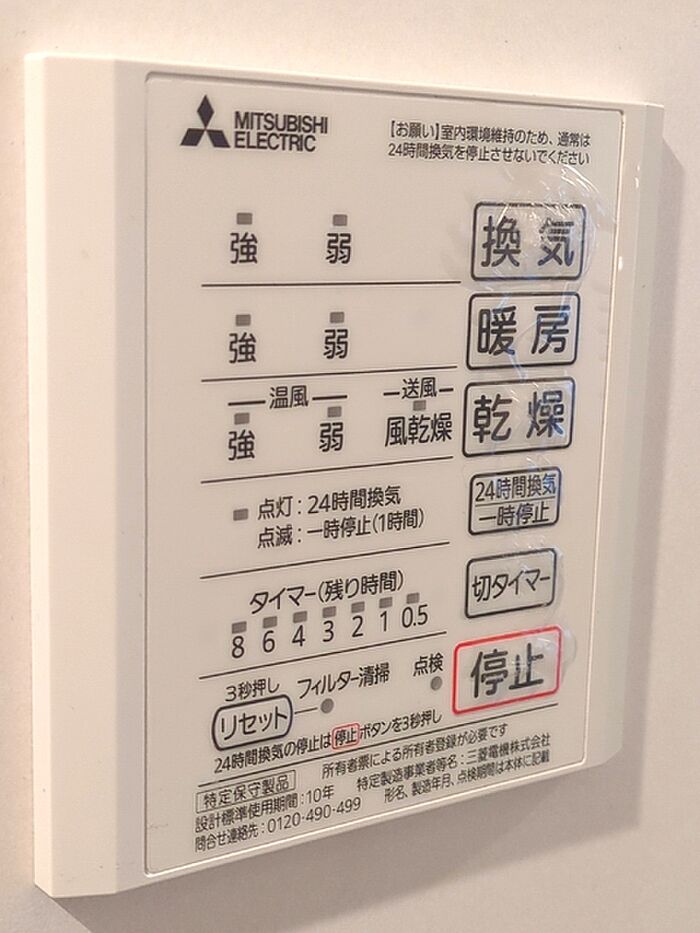 MITSUBISHI
ELECTRIC
【お願い】室内環境維持のため、通常は
24時間換気を停止させないでください
強 弱 換気
強 弱 暖房
温風 送風
強 弱 風乾燥 乾燥
点灯：24時間換気
点滅：一時停止(1時間)
24時間換気
一時停止
タイマー(残り時間)
8 6 4 3 2 1 0.5
切タイマー
3秒押し
リセット フィルター清掃 点検
停止
24時間換気の停止は停止ボタンを3秒押し
所有者票による所有者登録が必要です
特定保守製品 特定製造事業者等名：三菱電機株式会社
設計標準使用期間：10年 形名、製造年月、点検期間は本体に記載
問合せ連絡先：0120-490-499